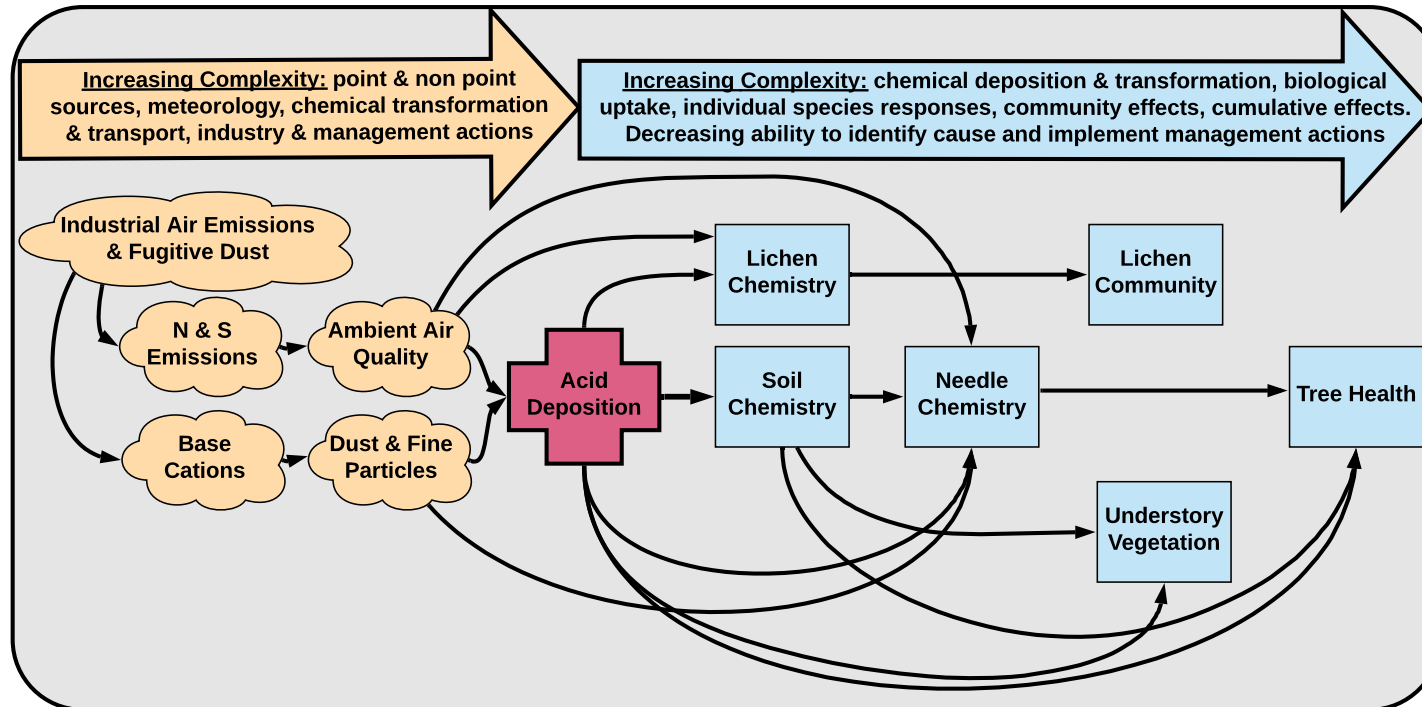 Increasing Complexity: point & non point
sources, meteorology, chemical transformation
& transport, industry & management actions
Increasing Complexity: chemical deposition & transformation, biological
uptake, individual species responses, community effects, cumulative effects.
Decreasing ability to identify cause and implement management actions
Industrial Air Emissions
& Fugitive Dust
N & S
Emissions
Ambient Air
Quality
Base
Cations
Dust & Fine
Particles
Acid
Deposition
Lichen
Chemistry
Lichen
Community
Soil
Chemistry
Needle
Chemistry
Tree Health
Understory
Vegetation